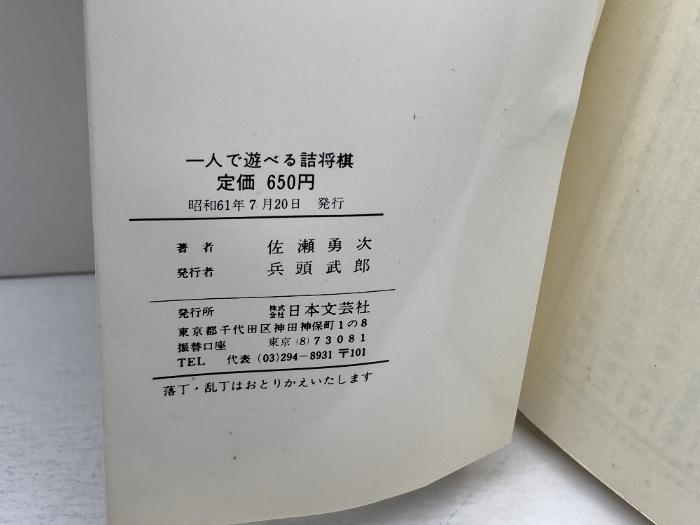 一人で遊べる詰将棋
定価 650円
昭和61年7月20日 発行
著者 佐瀬勇次
発行者 兵頭武郎
発行所 株式会社日本文芸社
東京都千代田区神田神保町1の8
振替口座 東京(8)73081
TEL 代表(03)294-8931 〒101
落丁・乱丁はおとりかえいたします